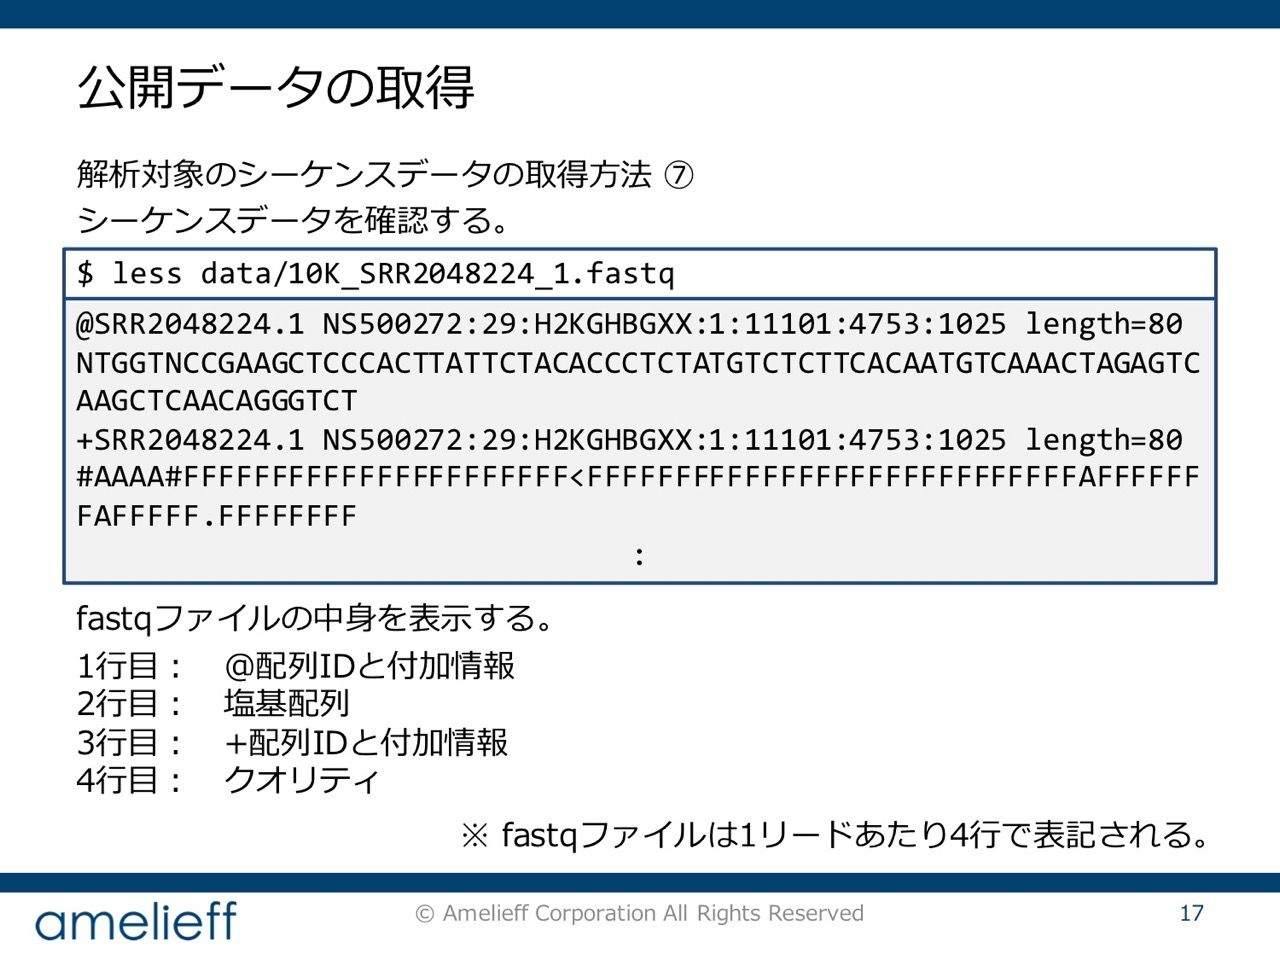 公開データの取得
解析対象のシーケンスデータの取得方法 ⑦
シーケンスデータを確認する。
$ less data/10K_SRR2048224_1.fastq
@SRR2048224.1 NS500272:29:H2KGHBGXX:1:11101:4753:1025 length=80
NTGGTNCCGAAGCTCCCACTTATTCTACACCCTCTATGTCTCTTCACAATGTCAAACTAGAGTC
AAGCTCAACAGGGTCT
+SRR2048224.1 NS500272:29:H2KGHBGXX:1:11101:4753:1025 length=80
#AAAA#FFFFFFFFFFFFFFFFFFFFFF<FFFFFFFFFFFFFFFFFFFFFFFFFFFFAFFFFFF
FAFFFFF.FFFFFFFF
:
fastqファイルの中身を表示する。
1行目： @配列IDと付加情報
2行目： 塩基配列
3行目： +配列IDと付加情報
4行目： クオリティ
※ fastqファイルは1リードあたり4行で表記される。
amelieff
© Amelieff Corporation All Rights Reserved
17